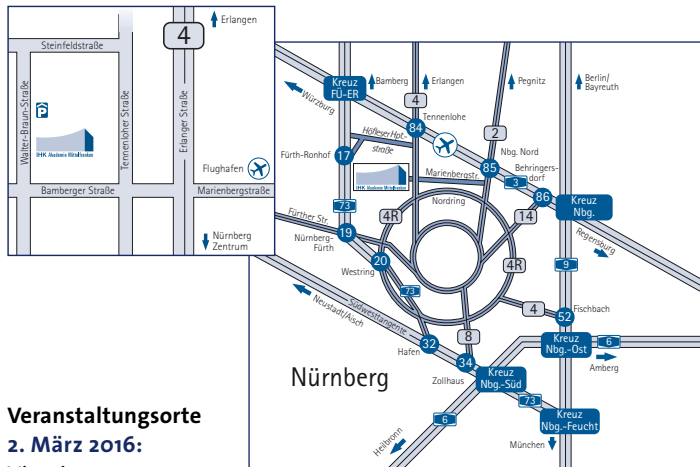 4
Erlangen
Steinfeldstraße
Walter-Braun-Straße
P
IHK Akademie Mittelfranken
Tennenloher Straße
Erlanger Straße
Flughafen
Bamberger Straße
Marienbergstraße
Nürnberg
Zentrum
Kreuz
FÜ-ER
Bamberg
Erlangen
Pegnitz
Berlin/
Bayreuth
Würzburg
4
Tennenlohe
84
2
Höfleser Hpt-
straße
17
Fürth-Ronhof
IHK Akademie Mittelfranken
Marienbergstr.
85
Nbg. Nord
Behringers-
dorf
3
86
Kreuz
Nbg.
Regensburg
Nordring
73
4R
14
Fürther Str.
19
Nürnberg-
Fürth
20
Westring
73
4R
9
Südwesttangente
Neustadt/Aisch
4
Fischbach
52
32
Hafen
8
34
Zollhaus
Kreuz
Nbg.-Ost
6
Amberg
Nürnberg
Kreuz
Nbg.-Süd
73
Kreuz
Nbg.-Feucht
6
Heilbronn
München
Veranstaltungsorte
2. März 2016: